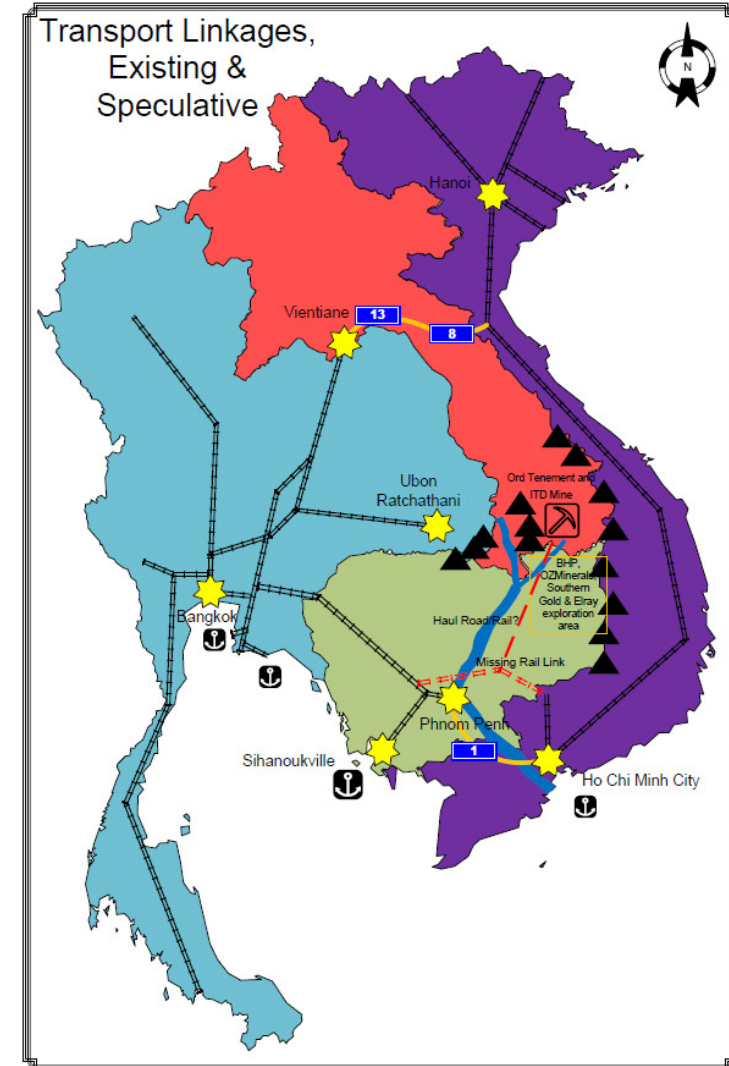 Transport Linkages,
Existing &
Speculative
N
Hanoi
Vientiane
13
8
Ord Tenement and
ITD Mine
Ubon
Ratchathani
BHP,
OZMinerals,
Southern
Gold & Elray
exploration
area
Bangkok
Haul Road/Rail?
Missing Rail Link
Phnom Penh
1
Sihanoukville
Ho Chi Minh City